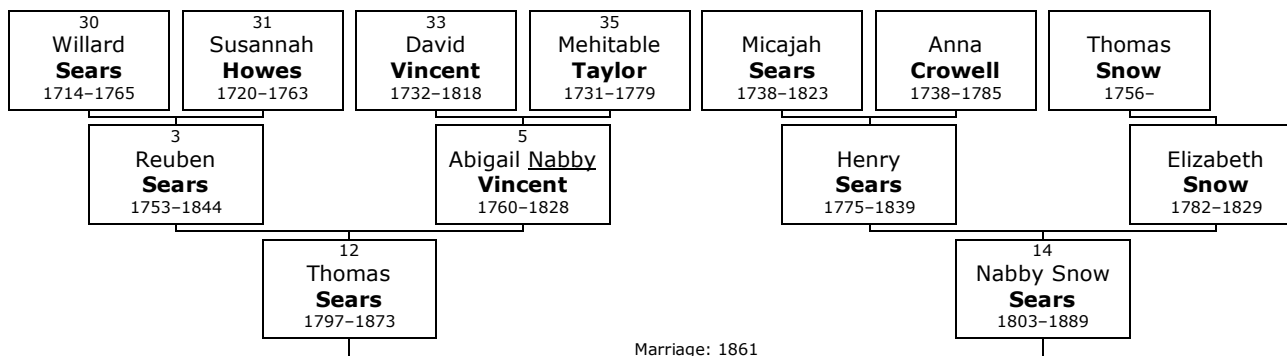 30
Willard
Sears
1714–1765
31
Susannah
Howes
1720–1763
33
David
Vincent
1732–1818
35
Mehitable
Taylor
1731–1779
Micajah
Sears
1738–1823
Anna
Crowell
1738–1785
Thomas
Snow
1756–
3
Reuben
Sears
1753–1844
5
Abigail Nabby
Vincent
1760–1828
Henry
Sears
1775–1839
Elizabeth
Snow
1782–1829
12
Thomas
Sears
1797–1873
14
Nabby Snow
Sears
1803–1889
Marriage: 1861